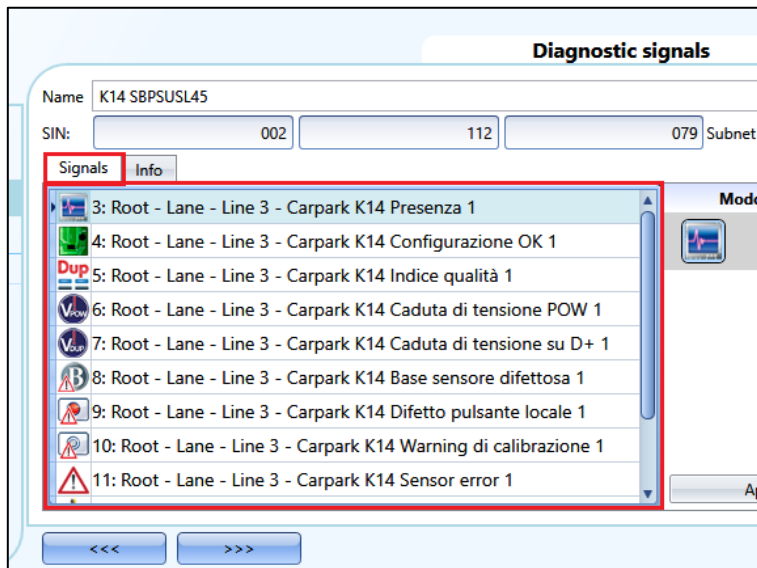 Diagnostic signals
Name K14 SBPSUSL45
SIN: 002 112 079 Subnet
Signals Info
3: Root - Lane - Line 3 - Carpark K14 Presenza 1
4: Root - Lane - Line 3 - Carpark K14 Configurazione OK 1
Dup 5: Root - Lane - Line 3 - Carpark K14 Indice qualità 1
VPOW 6: Root - Lane - Line 3 - Carpark K14 Caduta di tensione POW 1
VDUP 7: Root - Lane - Line 3 - Carpark K14 Caduta di tensione su D+ 1
B 8: Root - Lane - Line 3 - Carpark K14 Base sensore difettosa 1
9: Root - Lane - Line 3 - Carpark K14 Difetto pulsante locale 1
10: Root - Lane - Line 3 - Carpark K14 Warning di calibrazione 1
11: Root - Lane - Line 3 - Carpark K14 Sensor error 1
<<< >>>